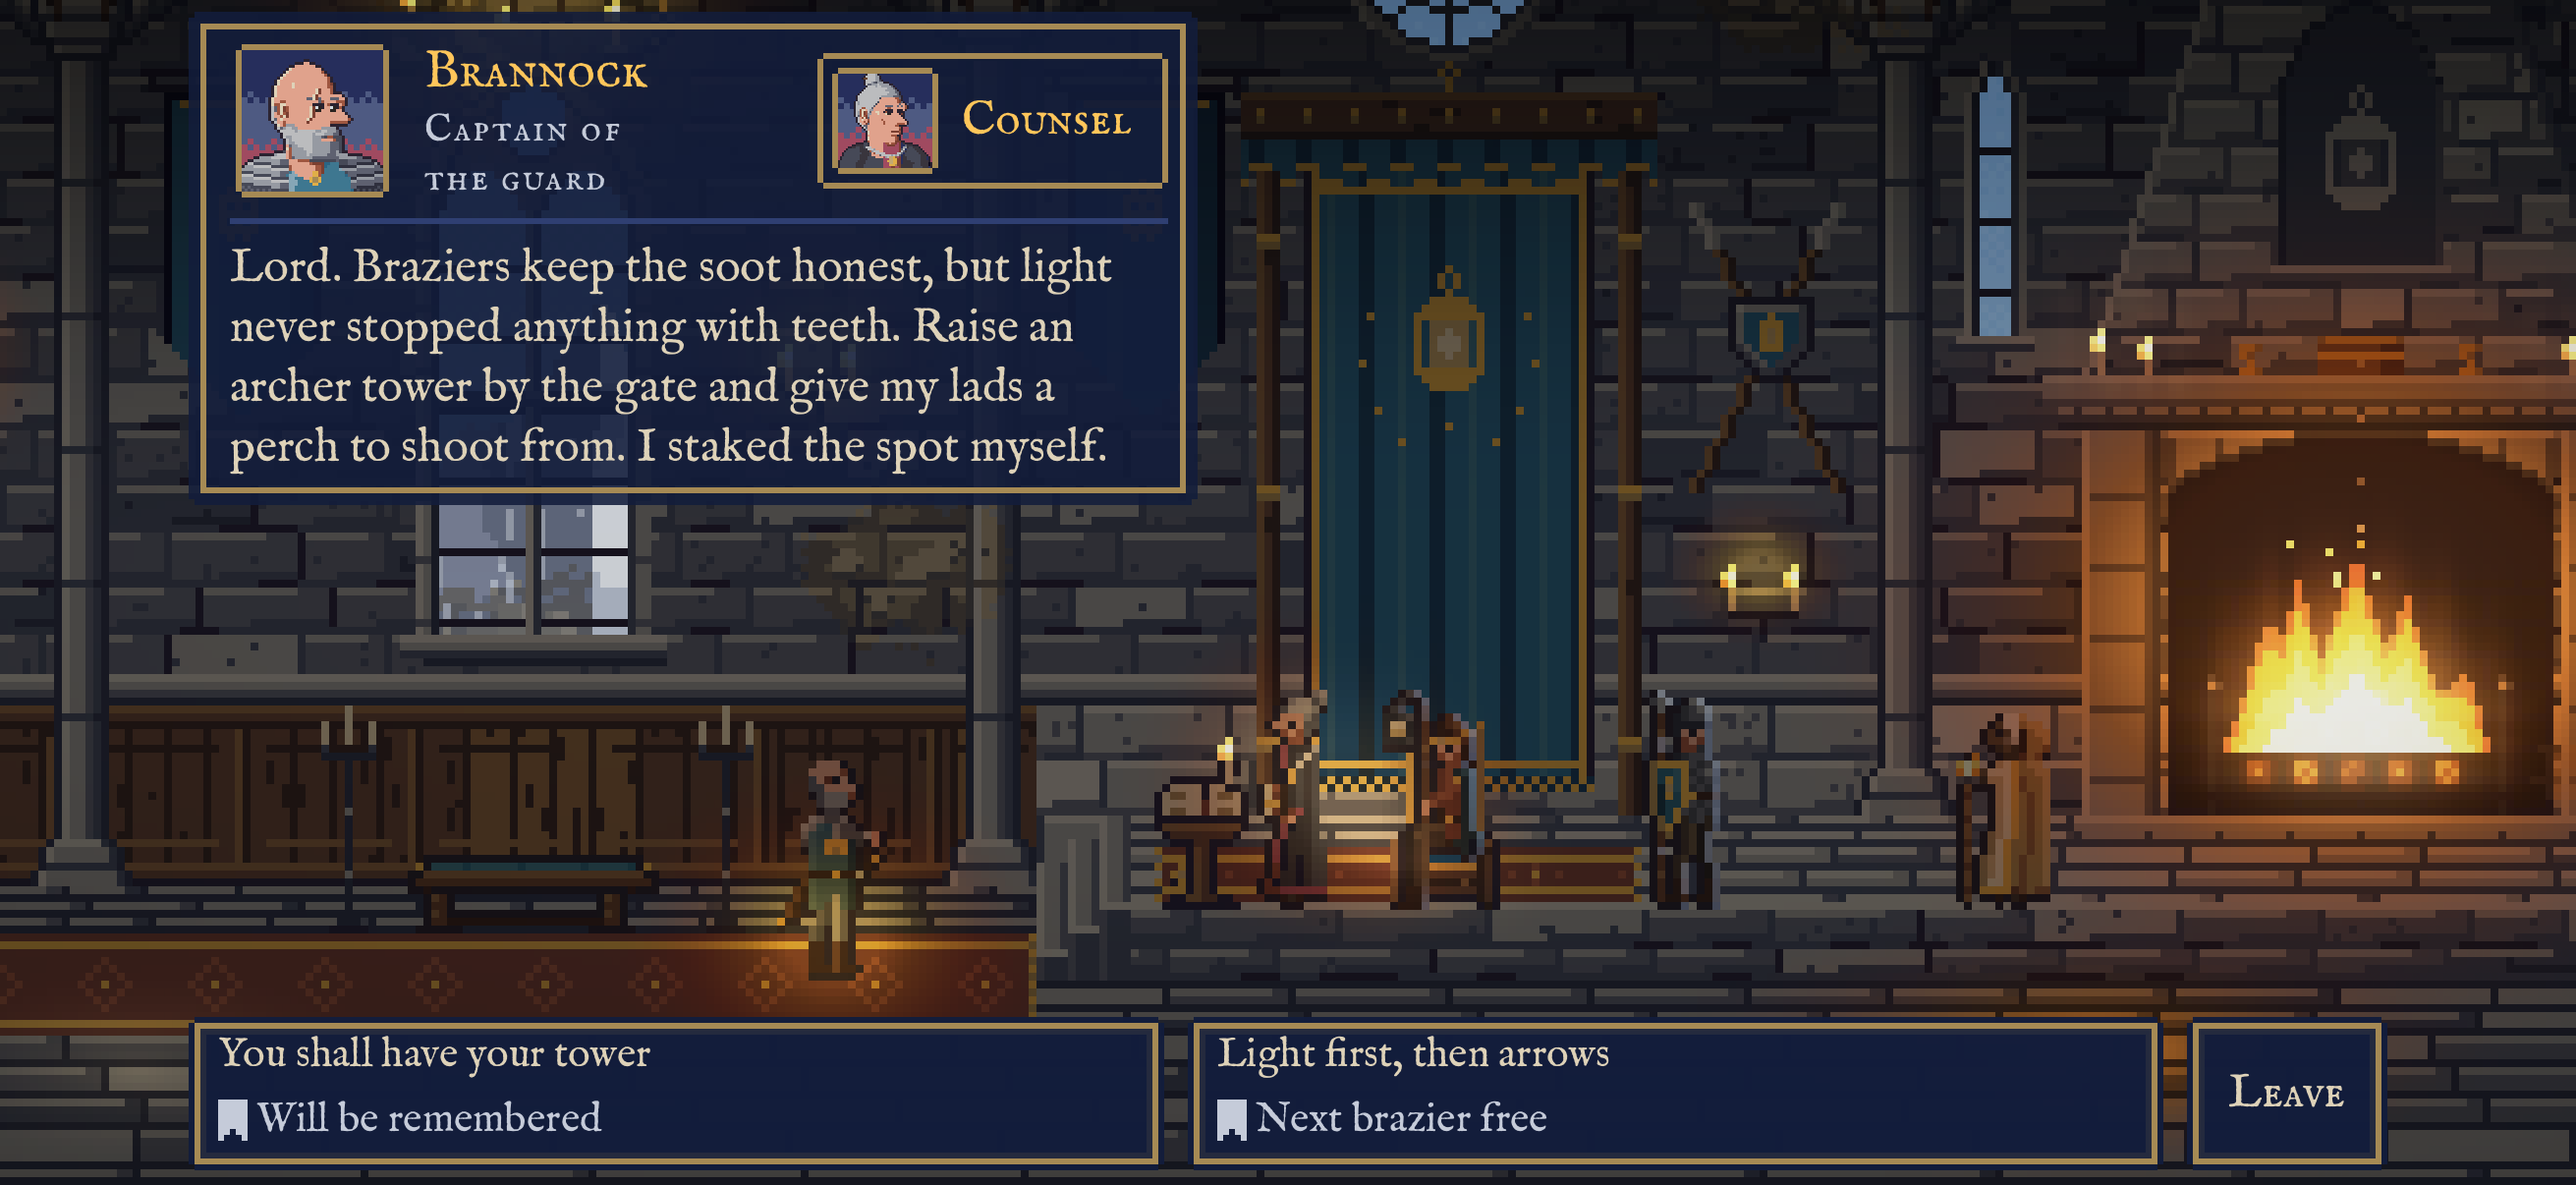 Brannock
Captain of
the guard
Counsel
Lord. Braziers keep the soot honest, but light
never stopped anything with teeth. Raise an
archer tower by the gate and give my lads a
perch to shoot from. I staked the spot myself.
You shall have your tower
Will be remembered
Light first, then arrows
Next brazier free
Leave